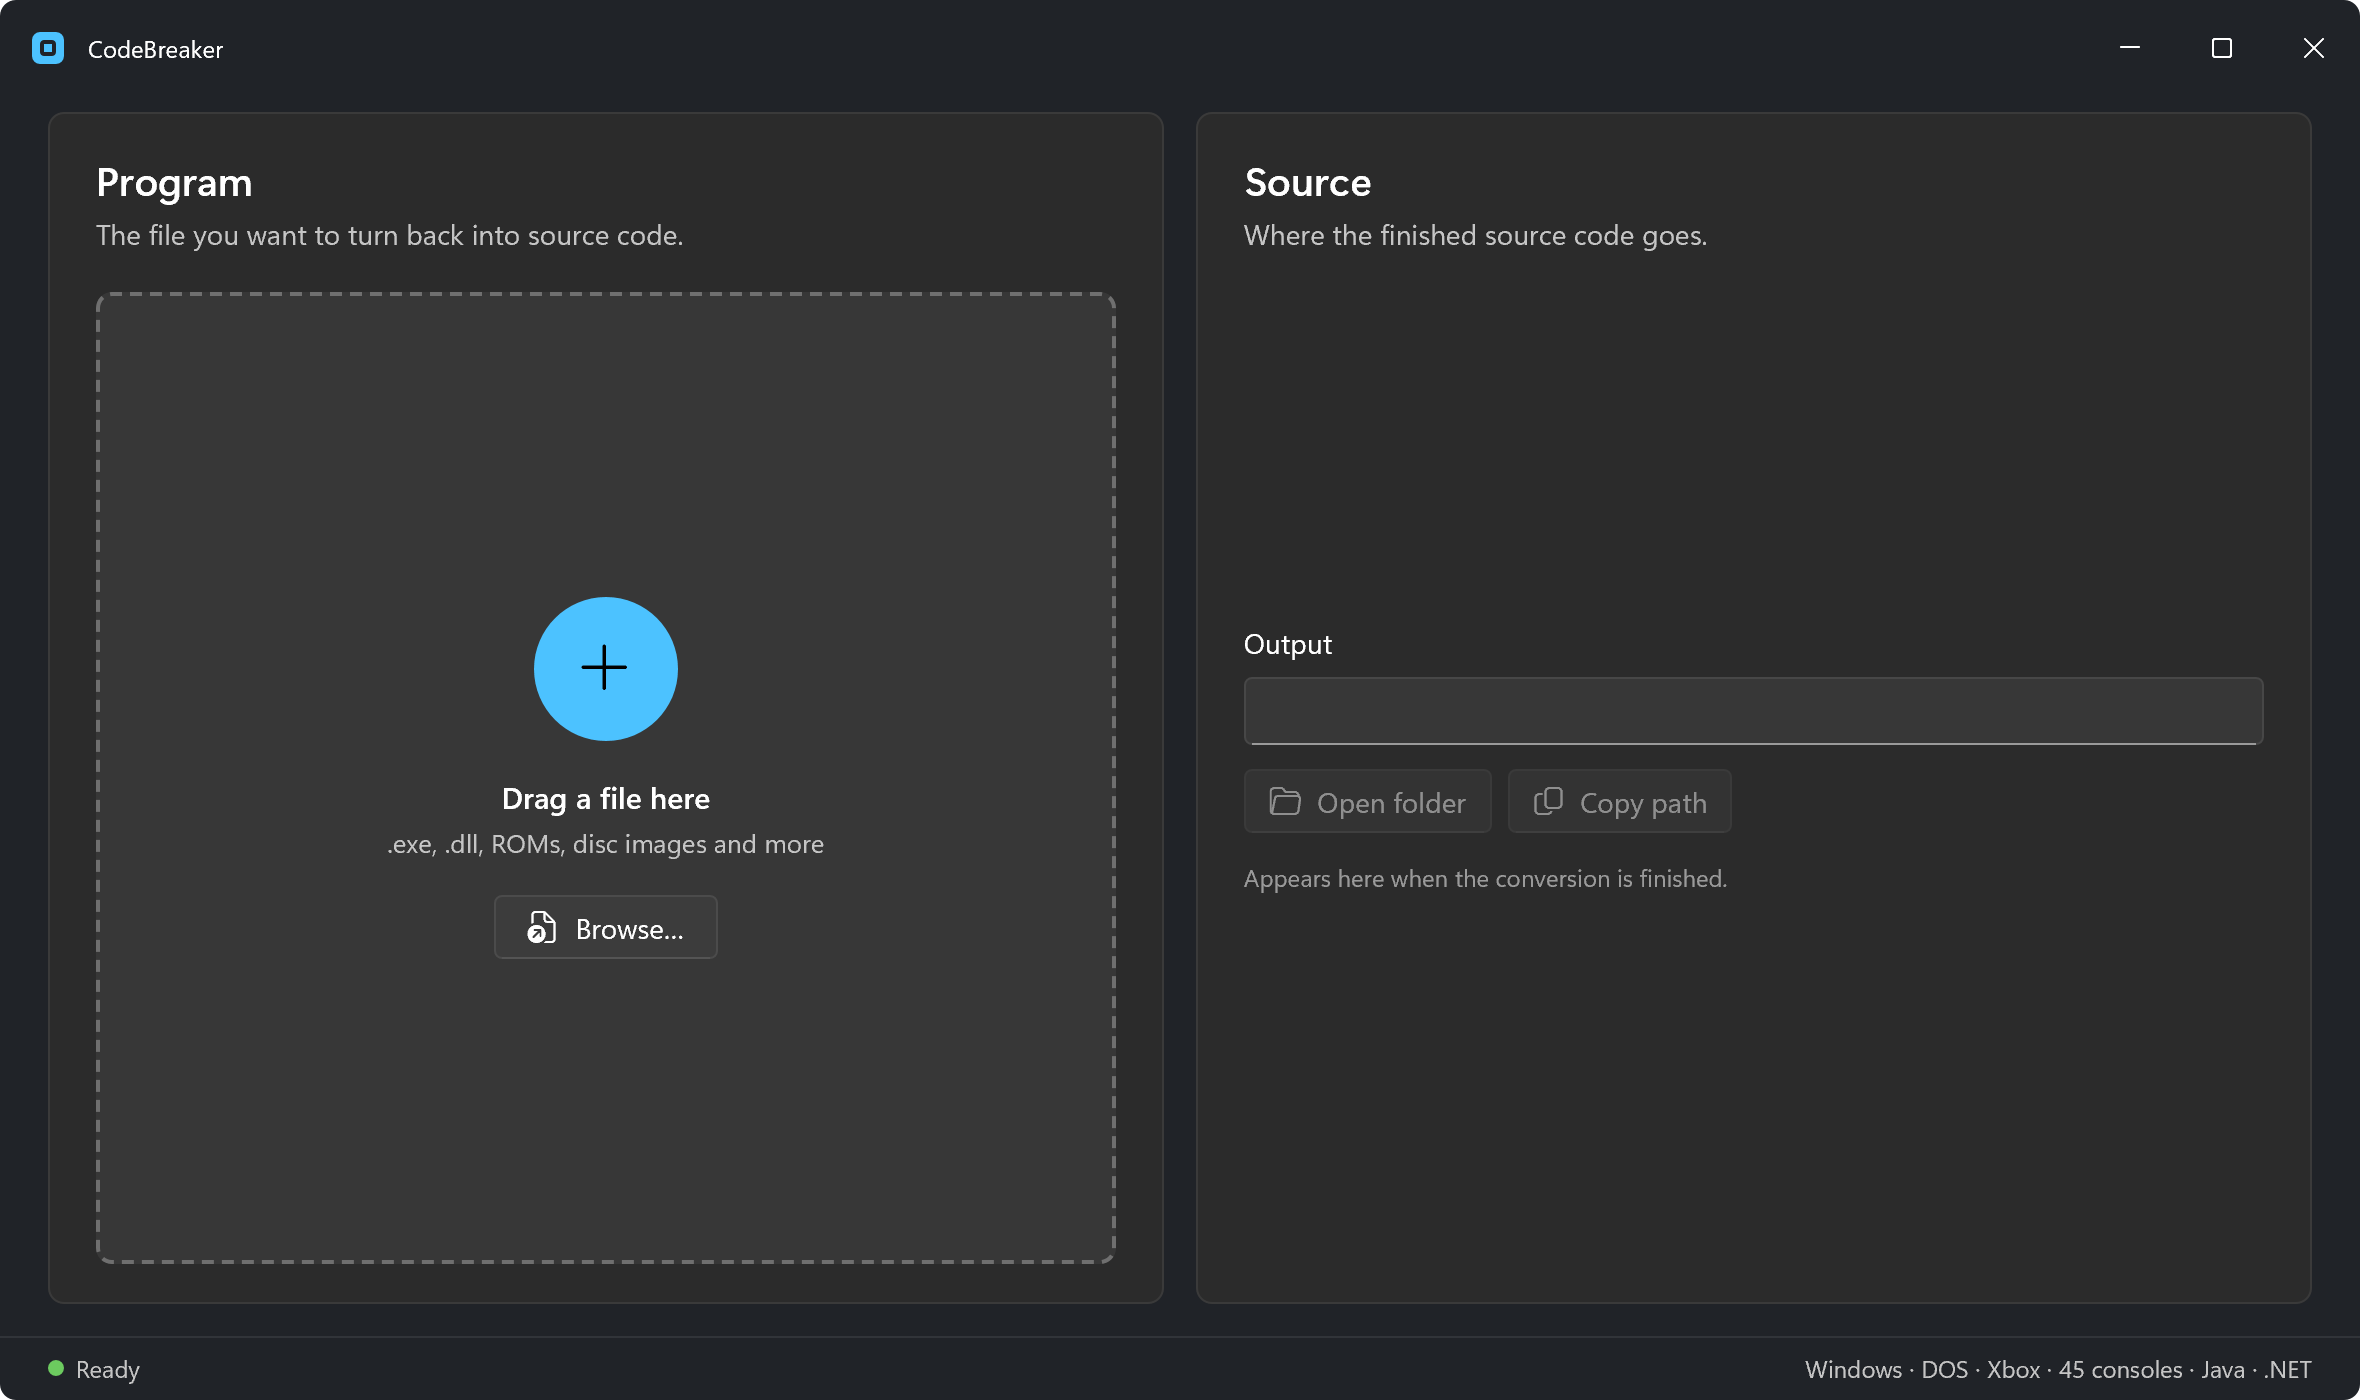 CodeBreaker
Program
The file you want to turn back into source code.
Drag a file here
.exe, .dll, ROMs, disc images and more
Browse...
Source
Where the finished source code goes.
Output
Open folder
Copy path
Appears here when the conversion is finished.
Ready
Windows · DOS · Xbox · 45 consoles · Java · .NET